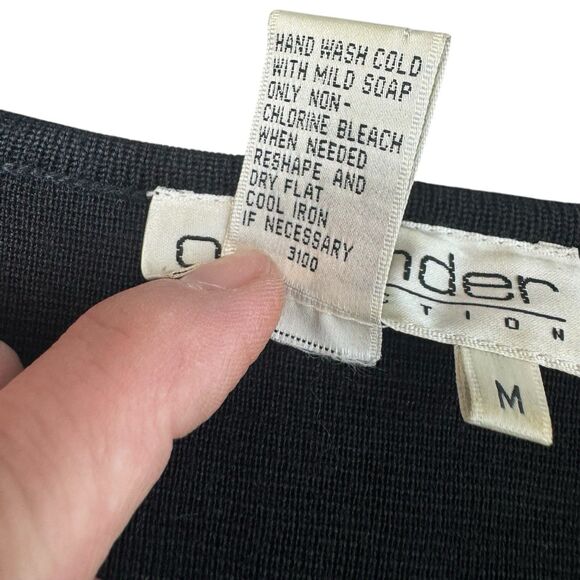 HAND WASH COLD
WITH MILD SOAP
ONLY NON-
CHLORINE BLEACH
WHEN NEEDED
RESHAPE AND
DRY FLAT
COOL IRON
IF NECESSARY
3100
M